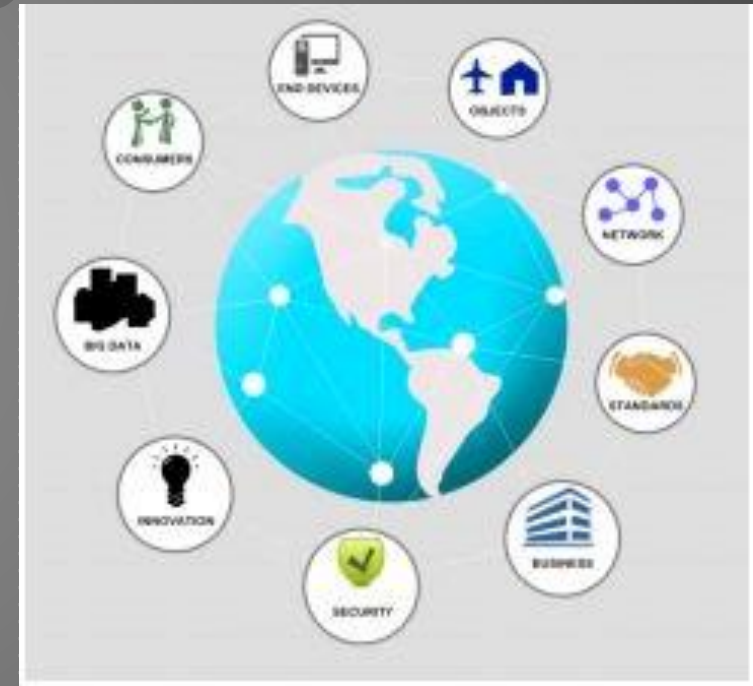 END DEVICES
OBJECTS
CONSUMERS
NETWORK
BIG DATA
STANDARDS
INNOVATION
BUSINESS
SECURITY